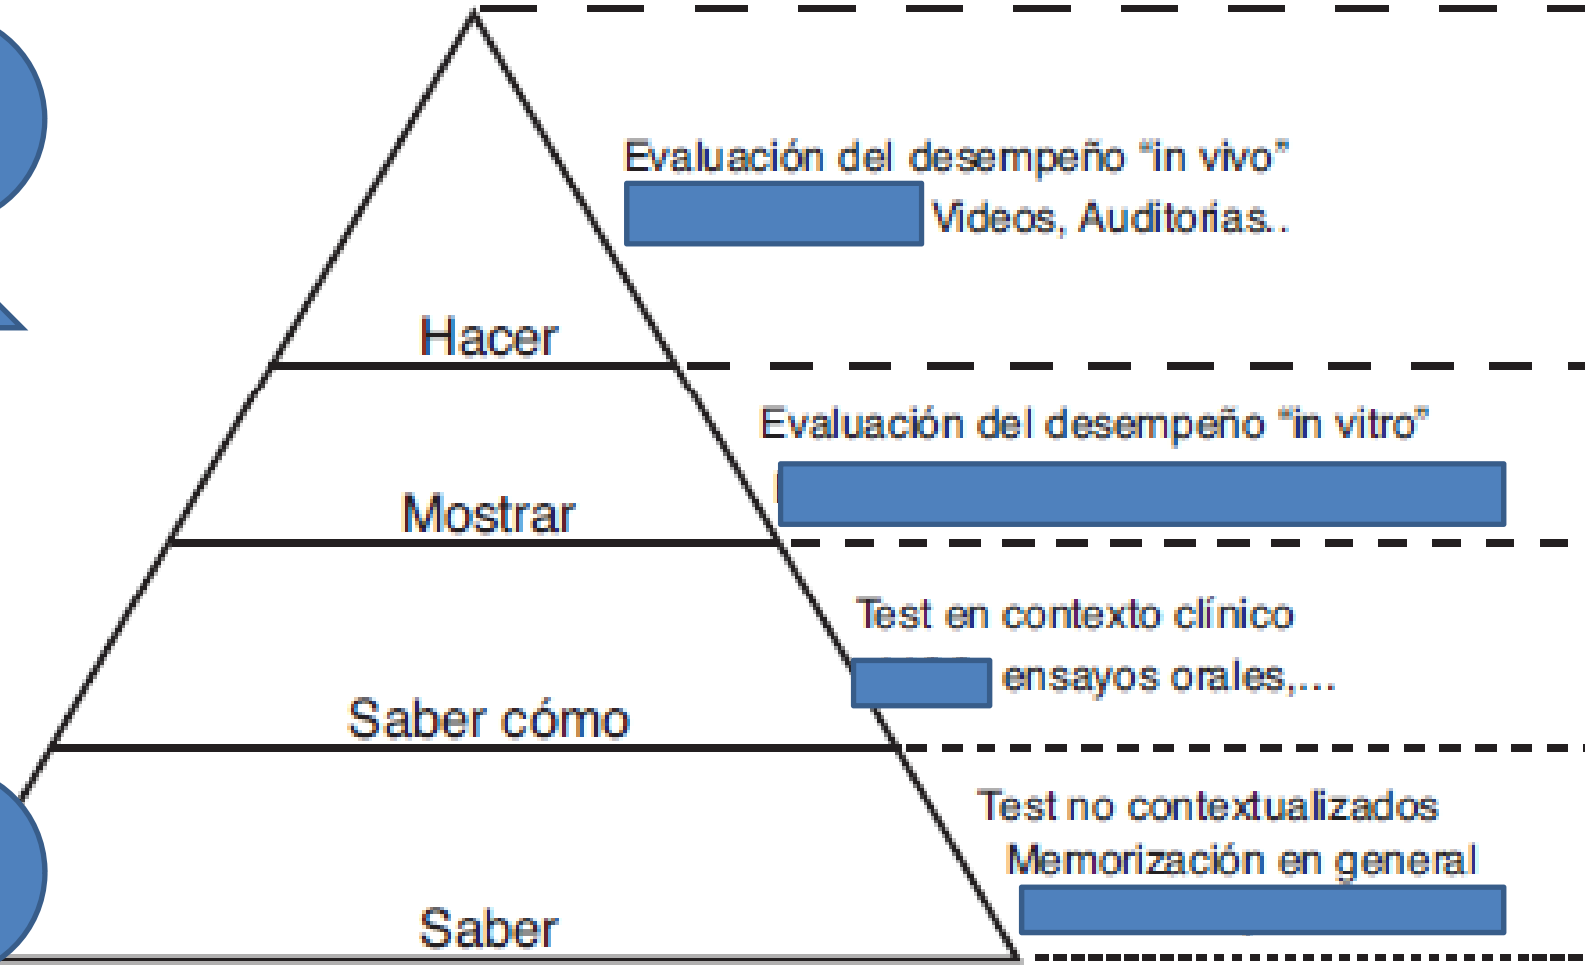 Evaluación del desempeño “in vivo”
Videos, Auditorias..
Hacer
Evaluación del desempeño “in vitro”
Mostrar
Test en contexto clínico
ensayos orales,...
Saber cómo
Test no contextualizados
Memorización en general
Saber